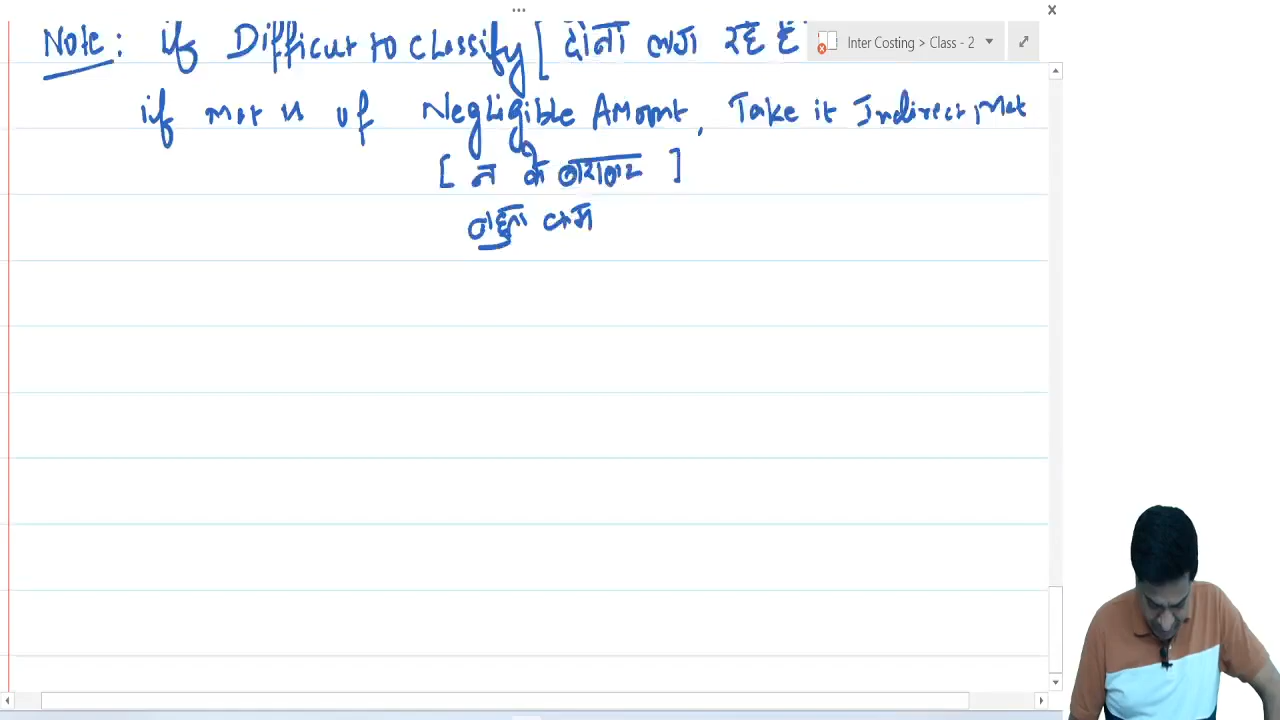 Note: if Difficut to classify [ दोनो लग रहे है
Inter Costing > Class - 2
if mat is of Negligible Amount, Take it Indirect Mat
[ न के बराबर ]
बहुत कम